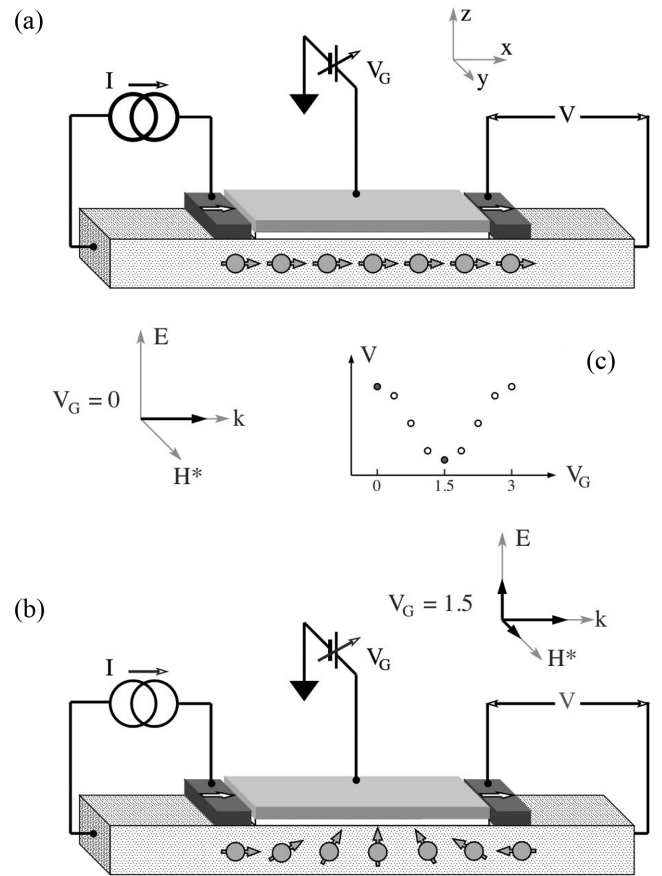 (a)
z
x
y
I
V_G
V
E
V_G = 0
k
H*
(c)
V
0
1.5
3
V_G
(b)
E
V_G = 1.5
k
H*
I
V_G
V